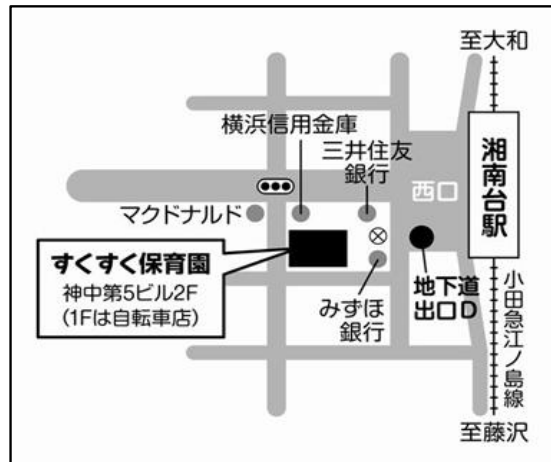 至大和
横浜信用金庫
三井住友
銀行
西口
湘南台駅
マクドナルド
すくすく保育園
神中第5ビル2F
(1Fは自転車店)
みずほ
銀行
地下道
出口D
小田急江ノ島線
至藤沢